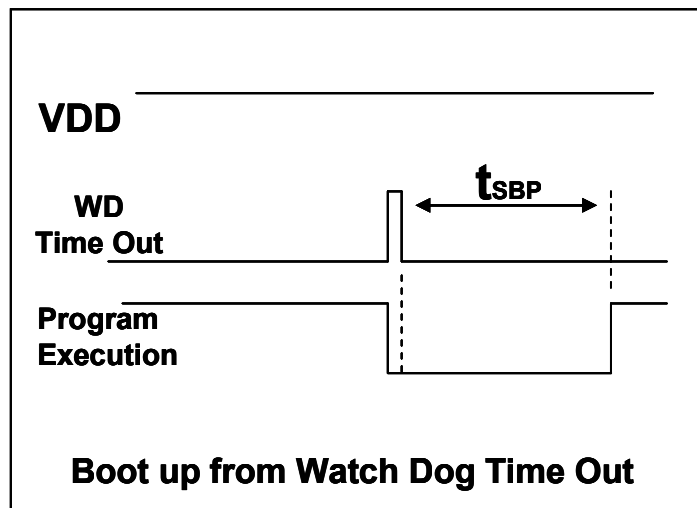 VDD
tSBP
WD
Time Out
Program
Execution
Boot up from Watch Dog Time Out